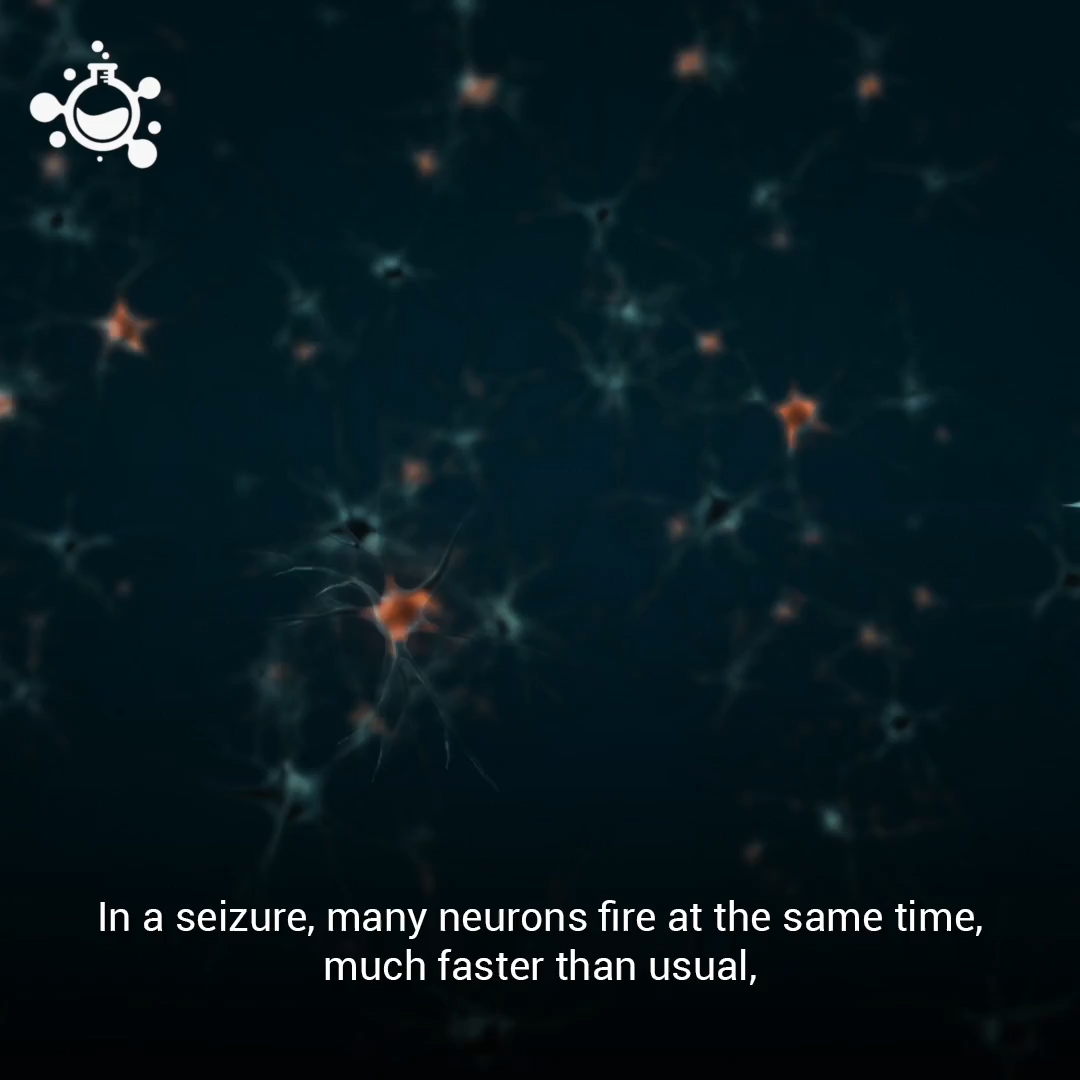 In a seizure, many neurons fire at the same time,
much faster than usual,